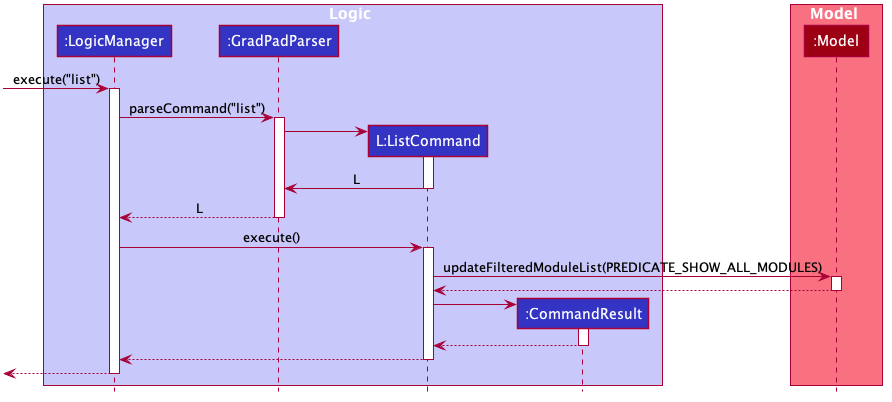 Logic
Model
:LogicManager
:GradPadParser
:Model
execute("list")
parseCommand("list")
L:ListCommand
L
L
execute()
updateFilteredModuleList(PREDICATE_SHOW_ALL_MODULES)
:CommandResult